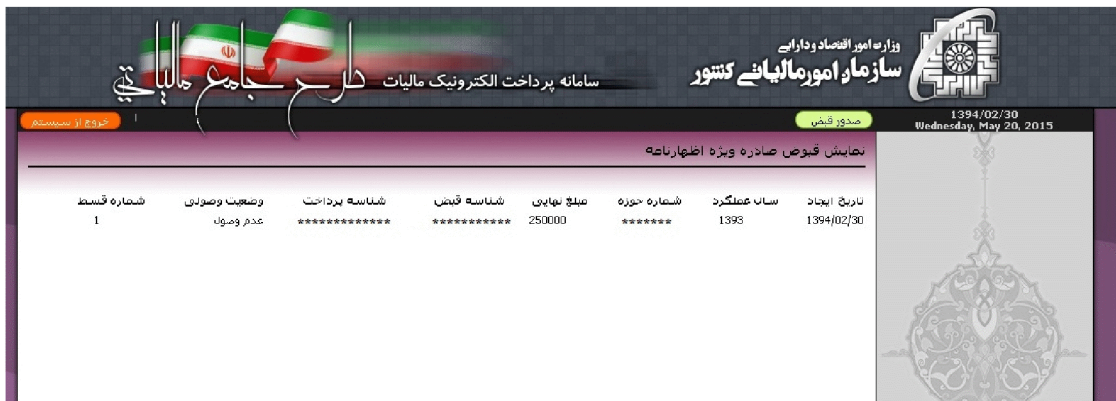 وزارت امور اقتصاد و دارایی
سازمان امور مالیاتی کشور
سامانه پرداخت الکترونیک مالیات
طرح جامع مالیاتی
1394/02/30
Wednesday, May 20, 2015
صدور قبض
خروج از سیستم
نمایش قبوض صادره ویژه اظهارنامه
تاریخ ایجاد سال عملکرد شماره حوزه مبلغ نهایی شناسه قبض شناسه پرداخت وضعیت وصولی شماره قسط
1394/02/30 1393 ******* 250000 *********** ************* عدم وصول 1